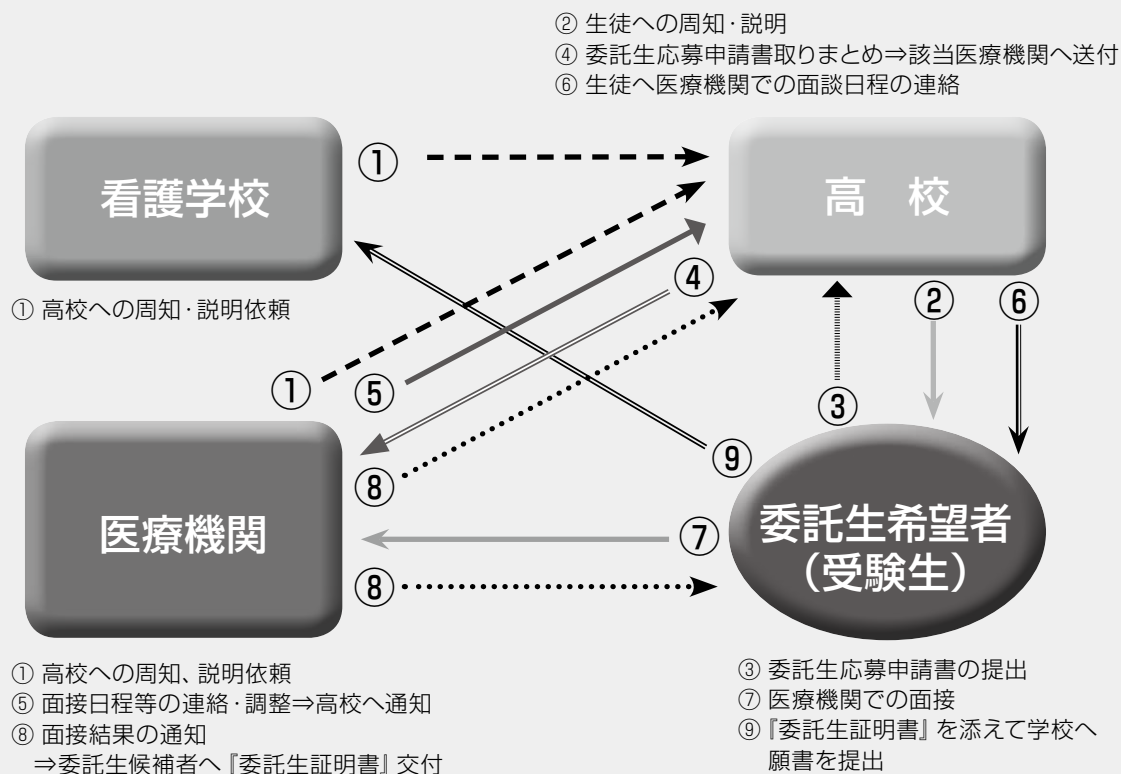 ② 生徒への周知・説明
④ 委託生応募申請書取りまとめ⇒該当医療機関へ送付
⑥ 生徒へ医療機関での面談日程の連絡
看護学校
①
高 校
① 高校への周知・説明依頼
④
②
⑥
①
⑤
③
⑧
⑨
医療機関
⑦
委託生希望者
(受験生)
⑧
① 高校への周知、説明依頼
⑤ 面接日程等の連絡・調整⇒高校へ通知
⑧ 面接結果の通知
⇒委託生候補者へ『委託生証明書』交付
③ 委託生応募申請書の提出
⑦ 医療機関での面接
⑨『委託生証明書』を添えて学校へ
願書を提出